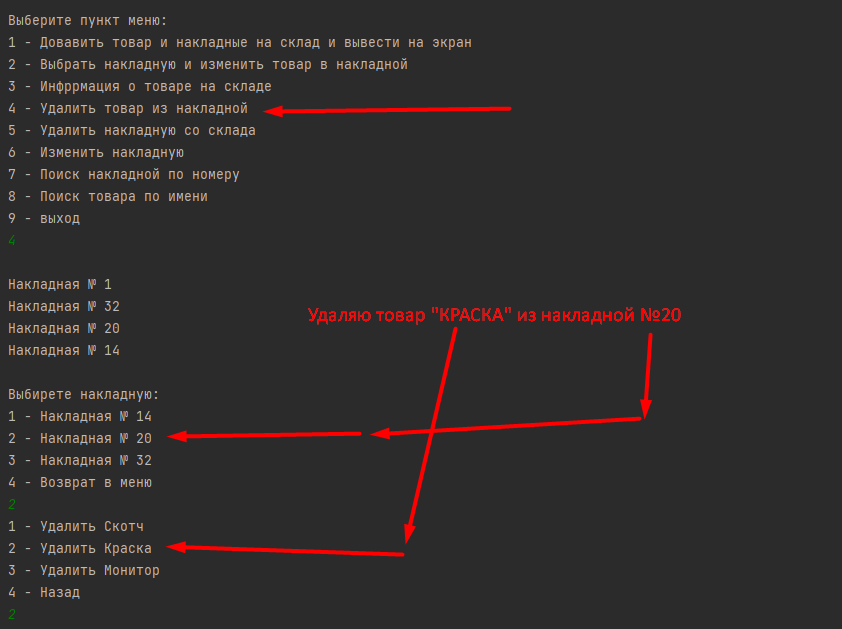 Выберите пункт меню:
1 - Довавить товар и накладные на склад и вывести на экран
2 - Выбрать накладную и изменить товар в накладной
3 - Инфррмация о товаре на складе
4 - Удалить товар из накладной
5 - Удалить накладную со склада
6 - Изменить накладную
7 - Поиск накладной по номеру
8 - Поиск товара по имени
9 - выход
4
Накладная № 1
Накладная № 32
Удаляю товар "КРАСКА" из накладной №20
Накладная № 20
Накладная № 14
Выбирете накладную:
1 - Накладная № 14
2 - Накладная № 20
3 - Накладная № 32
4 - Возврат в меню
2
1 - Удалить Скотч
2 - Удалить Краска
3 - Удалить Монитор
4 - Назад
2